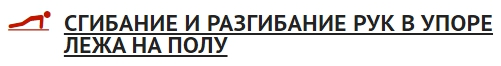 СГИБАНИЕ И РАЗГИБАНИЕ РУК В УПОРЕ
ЛЕЖА НА ПОЛУ